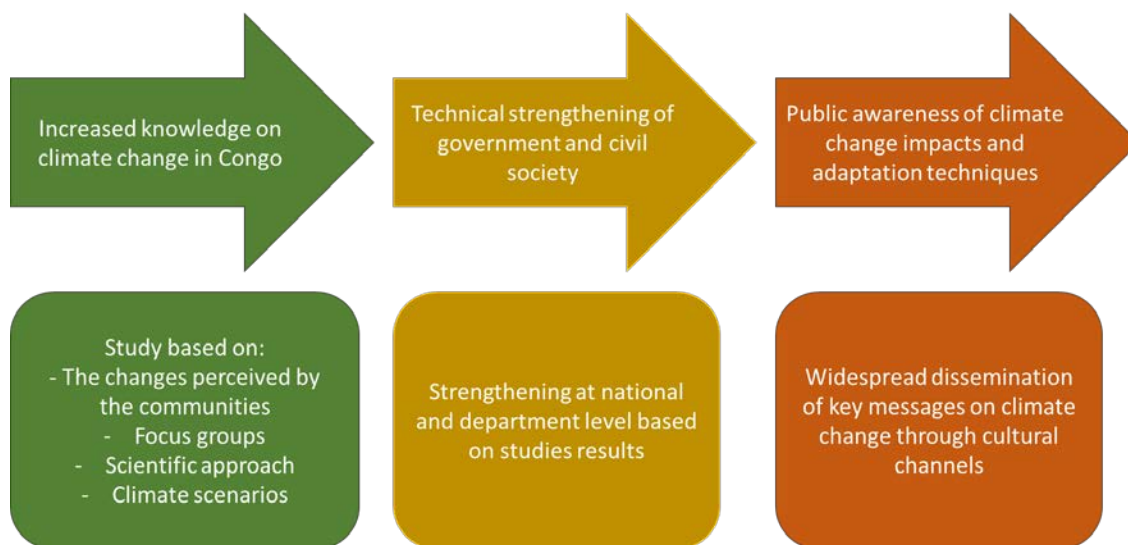 Increased knowledge on
climate change in Congo
Technical strengthening of
government and civil
society
Public awareness of climate
change impacts and
adaptation techniques
Study based on:
- The changes perceived by
the communities
- Focus groups
- Scientific approach
- Climate scenarios
Strengthening at national
and department level based
on studies results
Widespread dissemination
of key messages on climate
change through cultural
channels